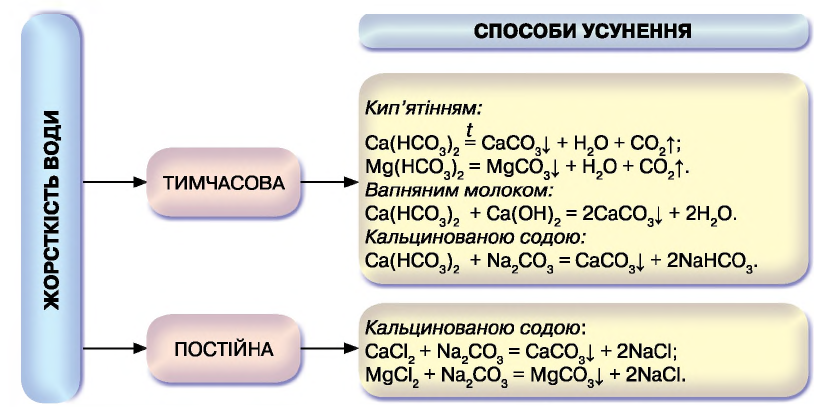 ЖОРСТКІСТЬ ВОДИ
СПОСОБИ УСУНЕННЯ
ТИМЧАСОВА
Кип’ятінням:
t
Ca(HCO₃)₂ = CaCO₃↓ + H₂O + CO₂↑;
Mg(HCO₃)₂ = MgCO₃↓ + H₂O + CO₂↑.
Вапняним молоком:
Ca(HCO₃)₂ + Ca(OH)₂ = 2CaCO₃↓ + 2H₂O.
Кальцинованою содою:
Ca(HCO₃)₂ + Na₂CO₃ = CaCO₃↓ + 2NaHCO₃.
ПОСТІЙНА
Кальцинованою содою:
CaCl₂ + Na₂CO₃ = CaCO₃↓ + 2NaCl;
MgCl₂ + Na₂CO₃ = MgCO₃↓ + 2NaCl.